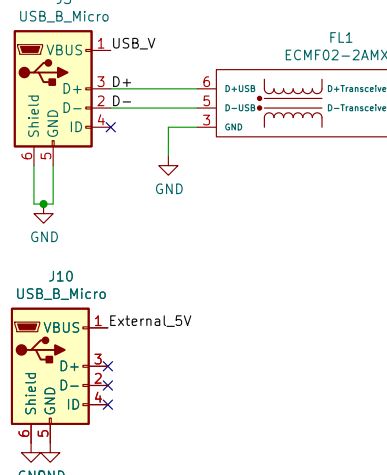 USB_B_Micro
VBUS 1 USB_V
D+ 3 D+
D- 2 D-
ID 4
Shield
GND
6 5
GND
FL1
ECMF02-2AMX
6 D+USB D+Transceive
5 D-USB D-Transceive
3 GND
GND
J10
USB_B_Micro
VBUS 1 External_5V
D+ 3
D- 2
ID 4
Shield
GND
6 5